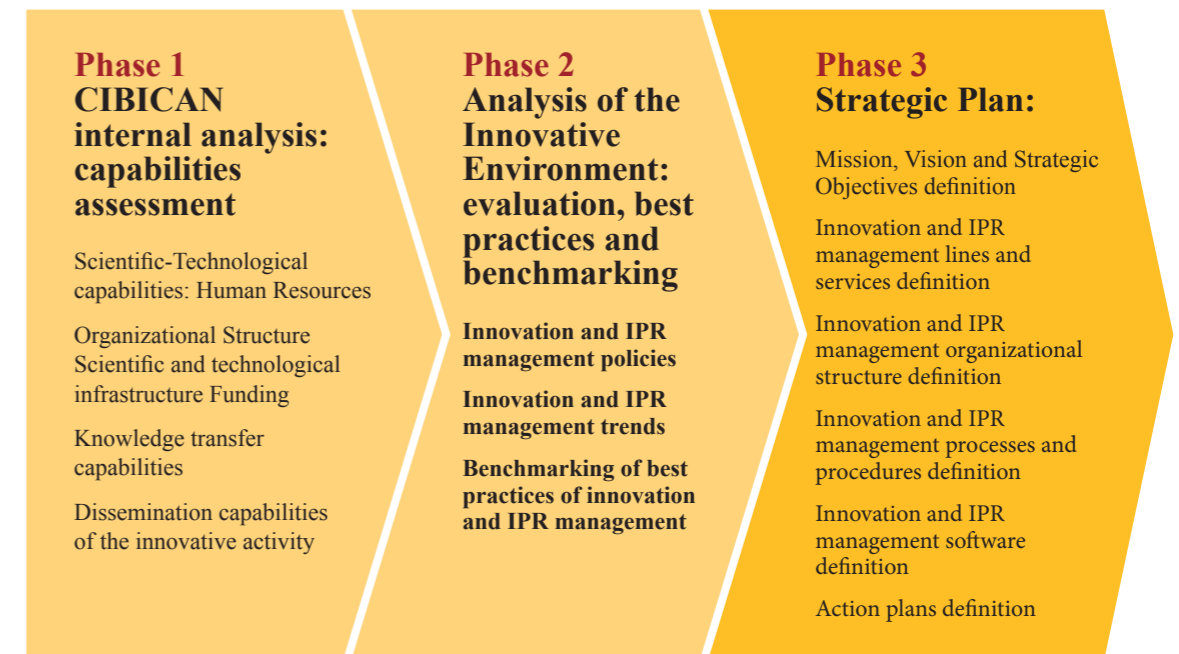 Phase 1
CIBICAN
internal analysis:
capabilities
assessment
Scientific-Technological
capabilities: Human Resources
Organizational Structure
Scientific and technological
infrastructure Funding
Knowledge transfer
capabilities
Dissemination capabilities
of the innovative activity
Phase 2
Analysis of the
Innovative
Environment:
evaluation, best
practices and
benchmarking
Innovation and IPR
management policies
Innovation and IPR
management trends
Benchmarking of best
practices of innovation
and IPR management
Phase 3
Strategic Plan:
Mission, Vision and Strategic
Objectives definition
Innovation and IPR
management lines and
services definition
Innovation and IPR
management organizational
structure definition
Innovation and IPR
management processes and
procedures definition
Innovation and IPR
management software
definition
Action plans definition